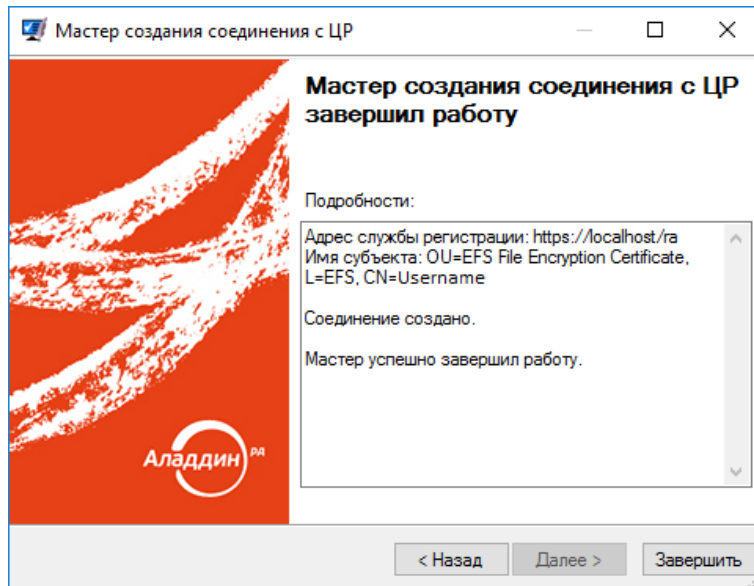 Мастер создания соединения с ЦР
Мастер создания соединения с ЦР
завершил работу
Подробности:
Адрес службы регистрации: https://localhost/ra
Имя субъекта: OU=EFS File Encryption Certificate,
L=EFS, CN=Username
Соединение создано.
Мастер успешно завершил работу.
Аладдин РД
< Назад
Далее >
Завершить